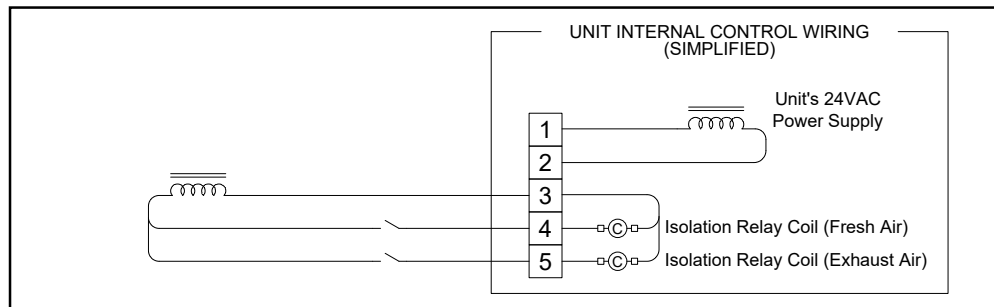 UNIT INTERNAL CONTROL WIRING
(SIMPLIFIED)
Unit's 24VAC
Power Supply
1
2
3
4
C
Isolation Relay Coil (Fresh Air)
5
C
Isolation Relay Coil (Exhaust Air)